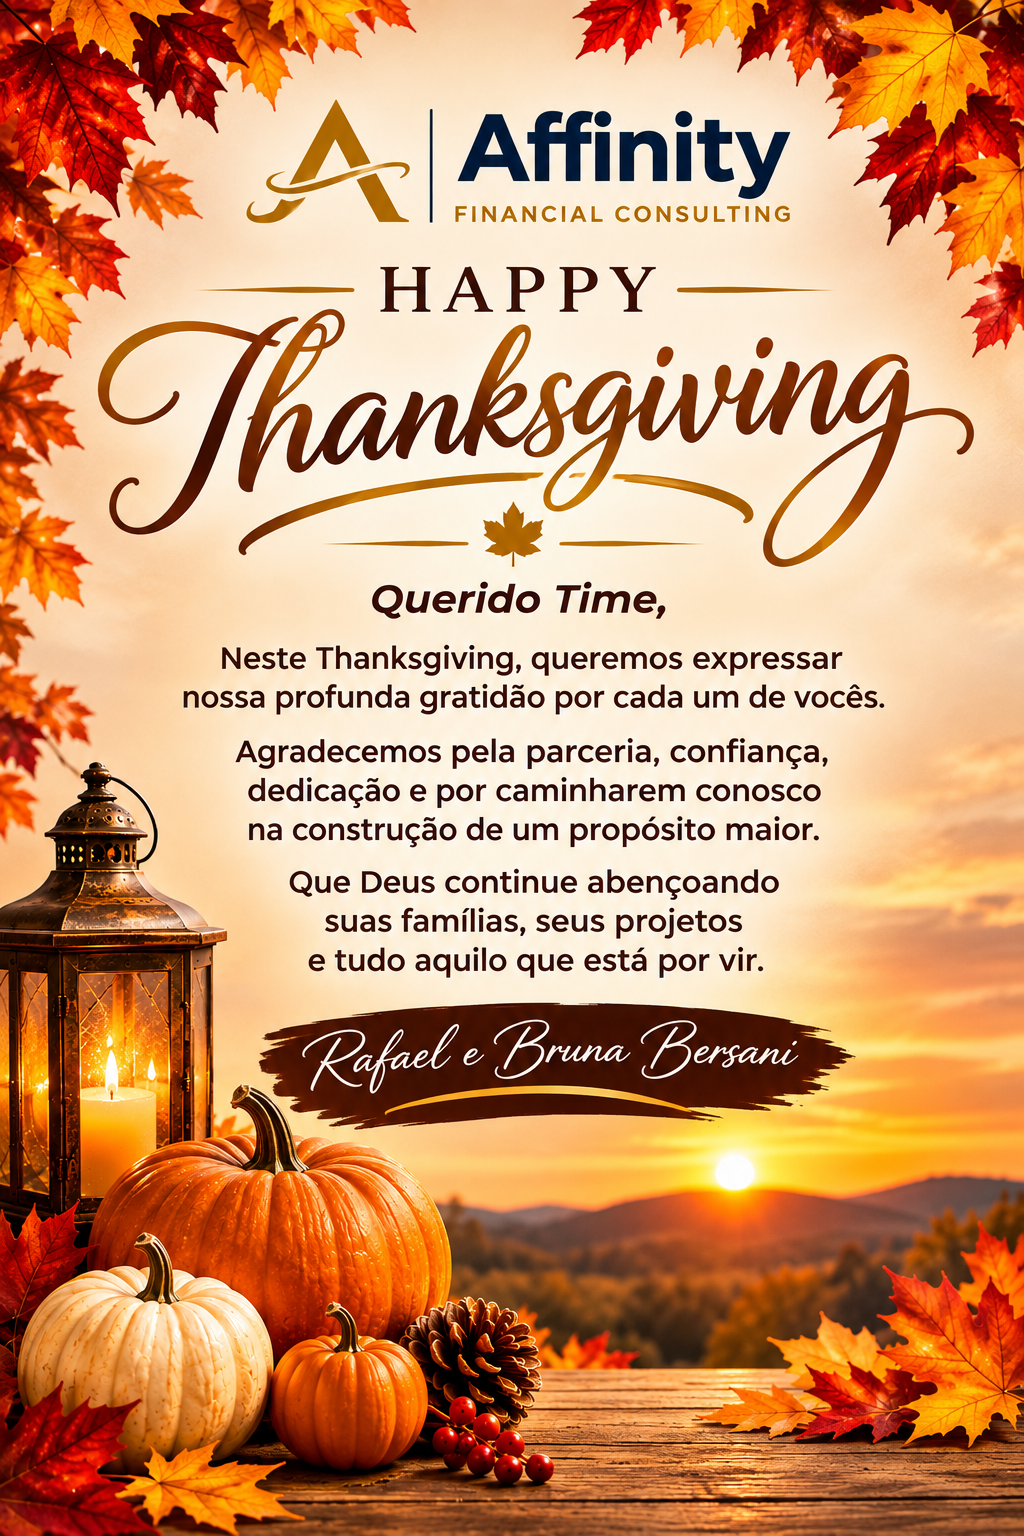 Affinity
FINANCIAL CONSULTING
HAPPY
Thanksgiving
Querido Time,
Neste Thanksgiving, queremos expressar
nossa profunda gratidão por cada um de vocês.
Agradecemos pela parceria, confiança,
dedicação e por caminharem conosco
na construção de um propósito maior.
Que Deus continue abençoando
suas famílias, seus projetos
e tudo aquilo que está por vir.
Rafael e Bruna Bersani